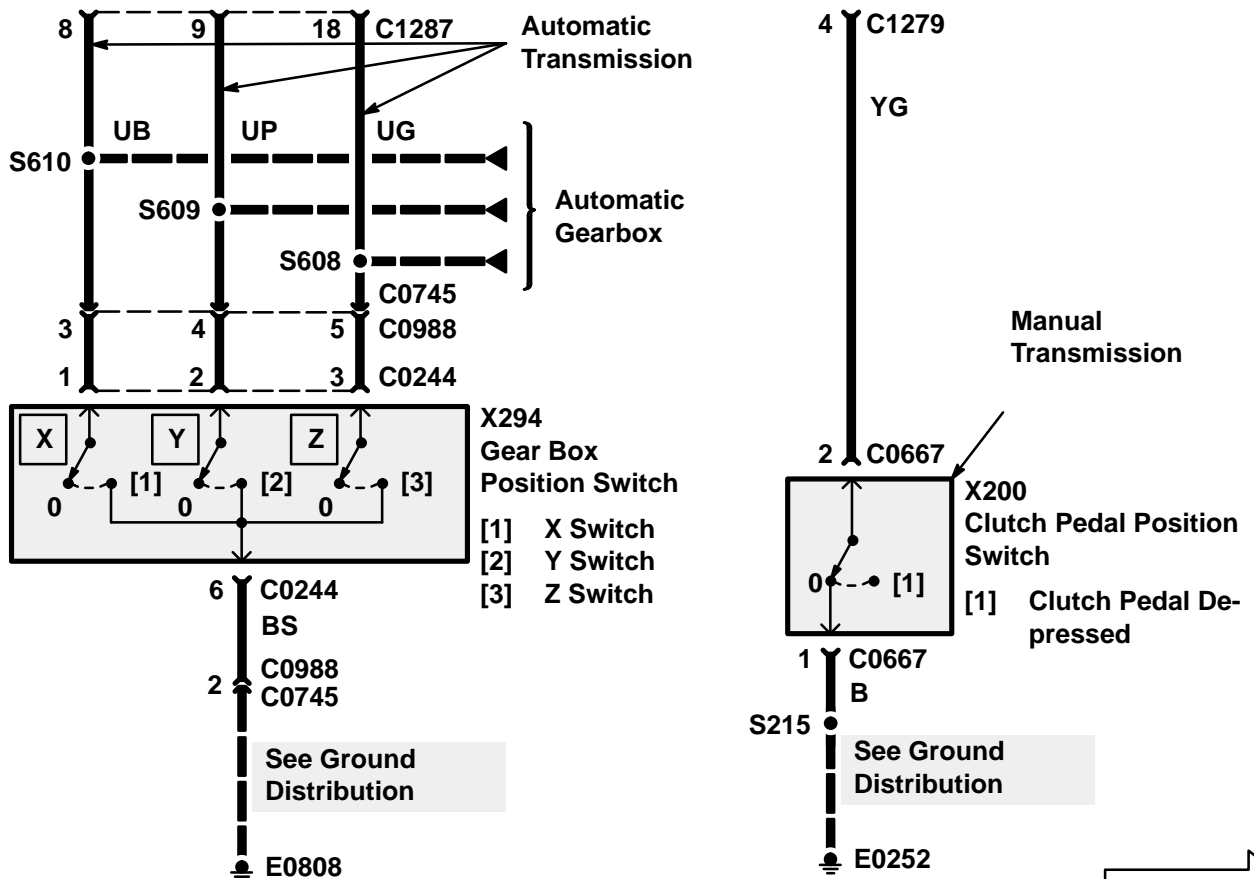 8 9 18 C1287
Automatic
Transmission
UB UP UG
S610
S609
S608
Automatic
Gearbox
C0745
3 4 5 C0988
1 2 3 C0244
X Y Z
[1] [2] [3]
0 0 0
X294
Gear Box
Position Switch
[1] X Switch
[2] Y Switch
[3] Z Switch
6 C0244
BS
C0988
2
C0745
See Ground
Distribution
E0808
4 C1279
YG
Manual
Transmission
2 C0667
X200
Clutch Pedal Position
Switch
0 [1]
[1] Clutch Pedal De-
pressed
1 C0667
B
S215
See Ground
Distribution
E0252